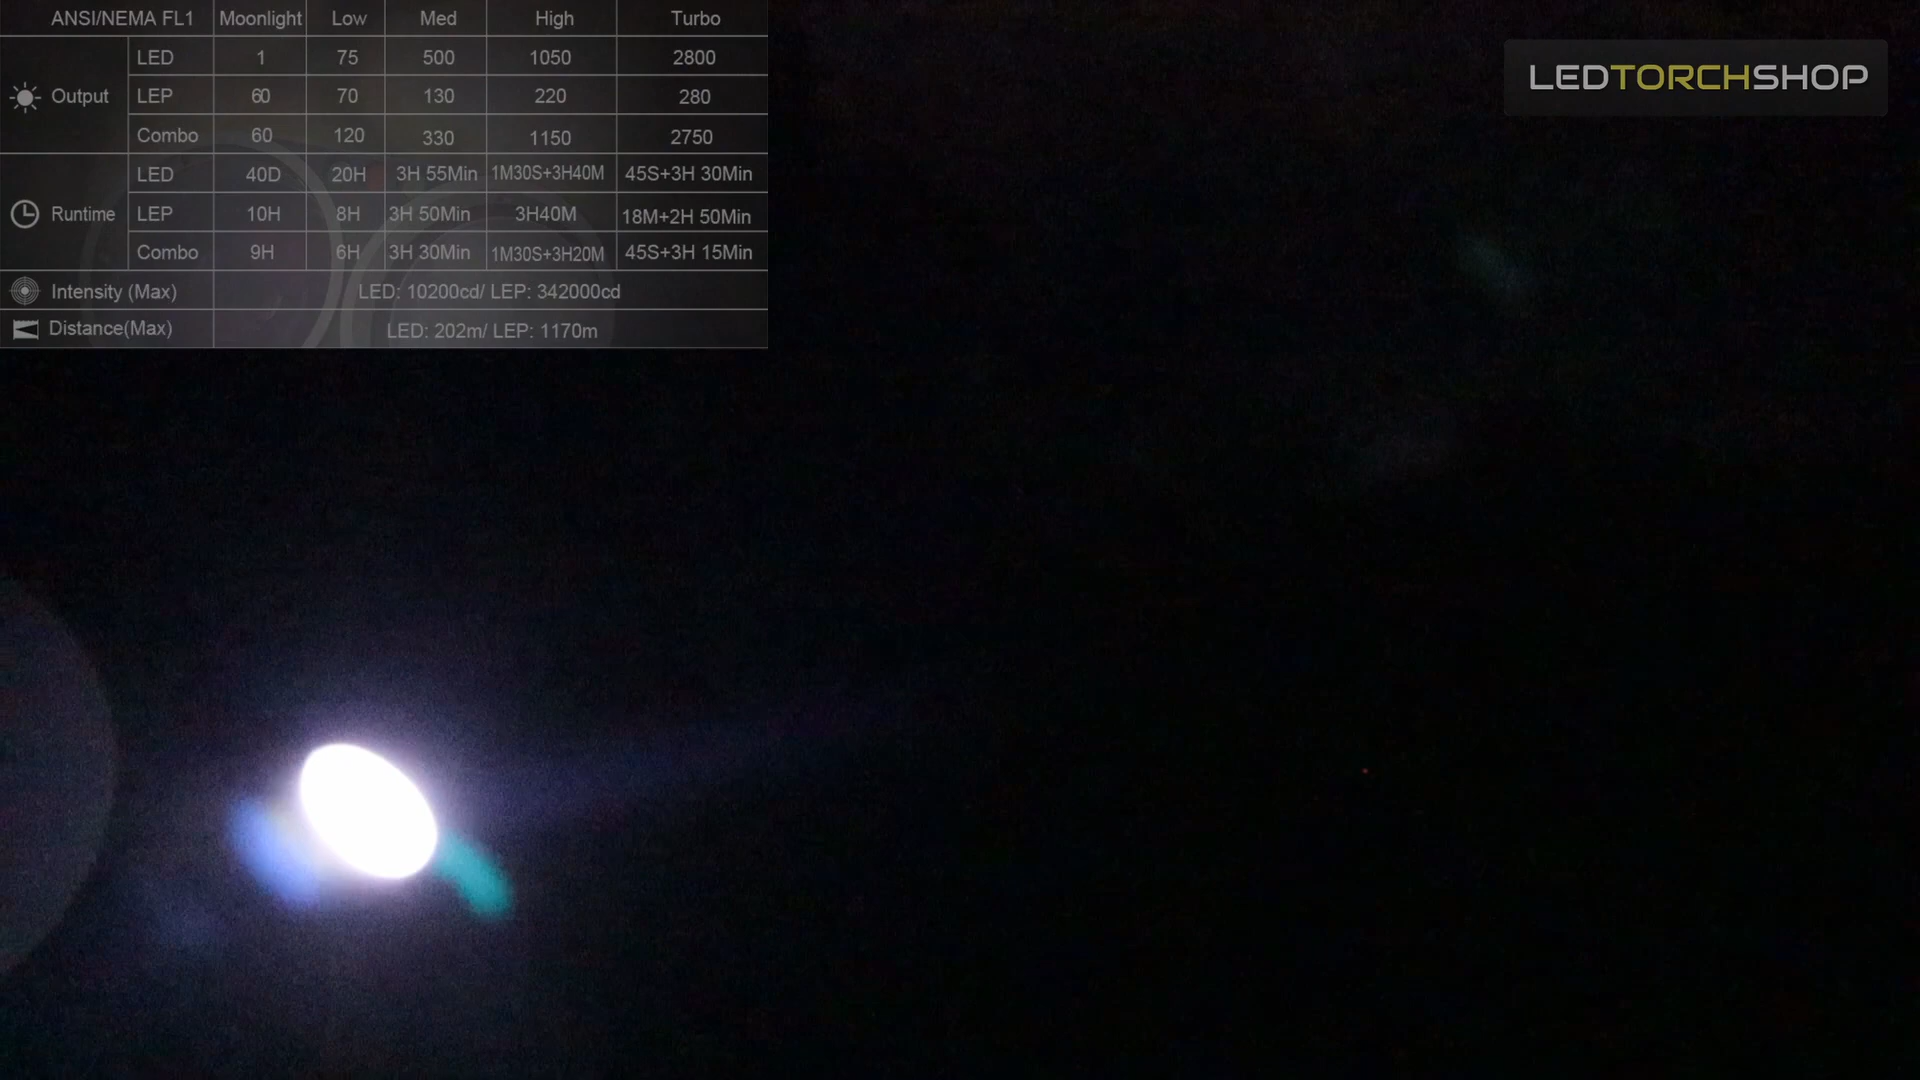 ANSI/NEMA FL1 Moonlight Low Med High Turbo
LED 1 75 500 1050 2800
Output LEP 60 70 130 220 280
Combo 60 120 330 1150 2750
LED 40D 20H 3H 55Min 1M30S+3H40M 45S+3H 30Min
Runtime LEP 10H 8H 3H 50Min 3H40M 18M+2H 50Min
Combo 9H 6H 3H 30Min 1M30S+3H20M 45S+3H 15Min
Intensity (Max) LED: 10200cd/ LEP: 342000cd
Distance(Max) LED: 202m/ LEP: 1170m
LEDTORCHSHOP